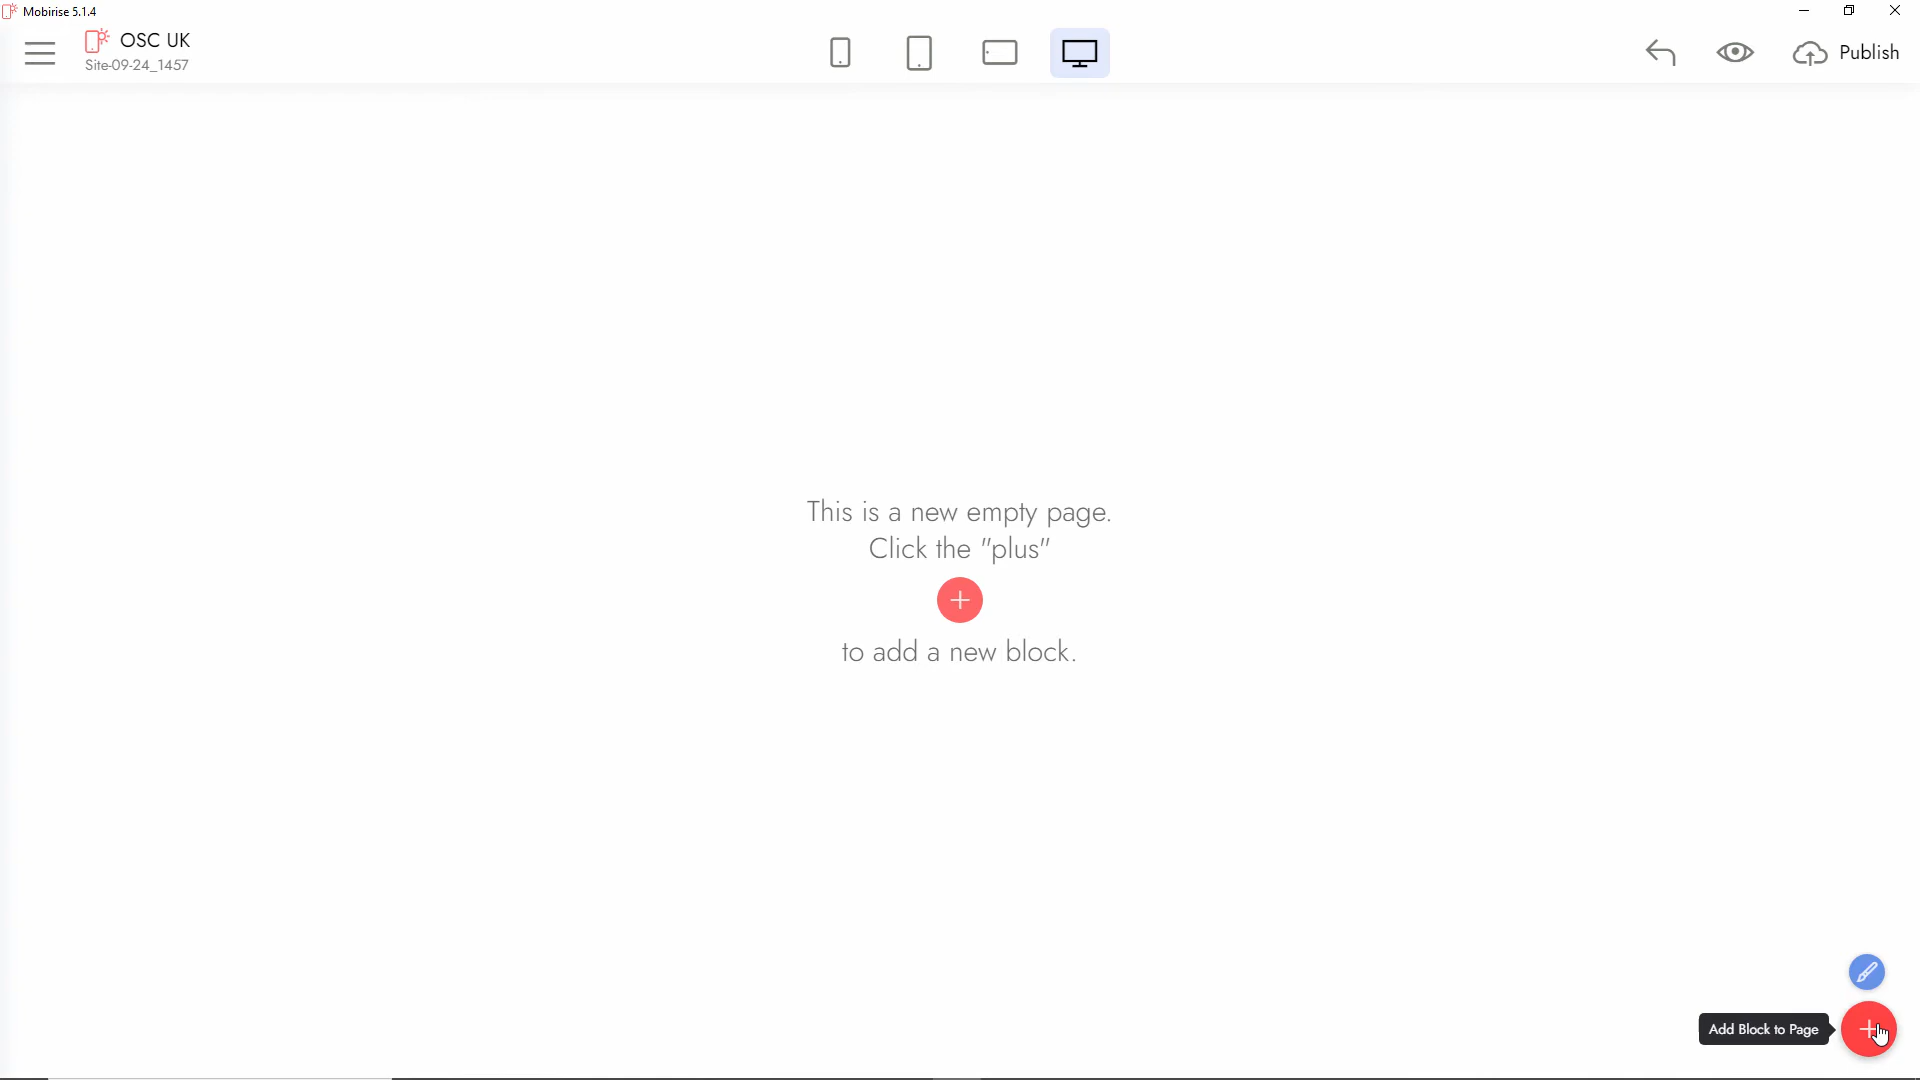 Mobirise 5.1.4
OSC UK
Site-09-24_1457
Publish
This is a new empty page.
Click the "plus"
to add a new block.
Add Block to Page